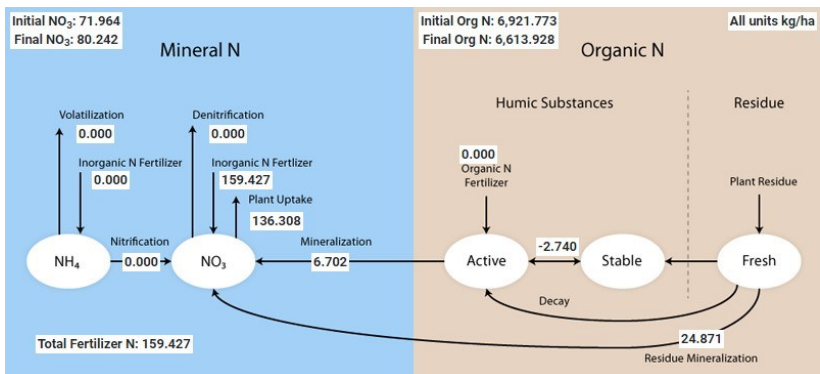 Initial NO₃: 71.964
Final NO₃: 80.242
Mineral N
Initial Org N: 6,921.773
Final Org N: 6,613.928
All units kg/ha
Organic N
Humic Substances
Residue
Volatilization
0.000
Denitrification
0.000
Inorganic N Fertilizer
0.000
Inorganic N Fertlizer
159.427
Plant Uptake
136.308
0.000
Organic N
Fertilizer
Plant Residue
NH₄
Nitrification
0.000
NO₃
Mineralization
6.702
Active
-2.740
Stable
Fresh
Decay
24.871
Residue Mineralization
Total Fertilizer N: 159.427